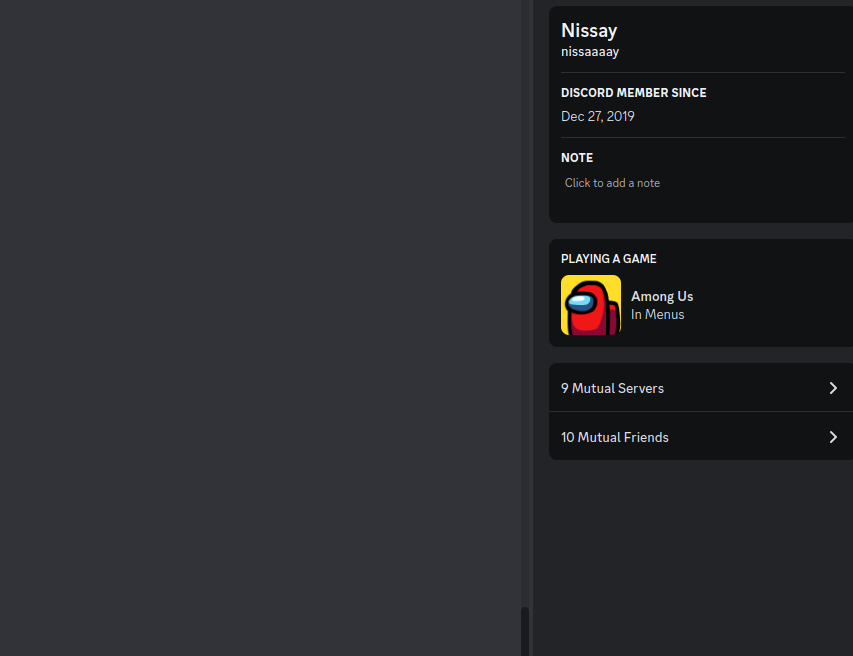 Nissay
nissaaaay
DISCORD MEMBER SINCE
Dec 27, 2019
NOTE
Click to add a note
PLAYING A GAME
Among Us
In Menus
9 Mutual Servers
10 Mutual Friends